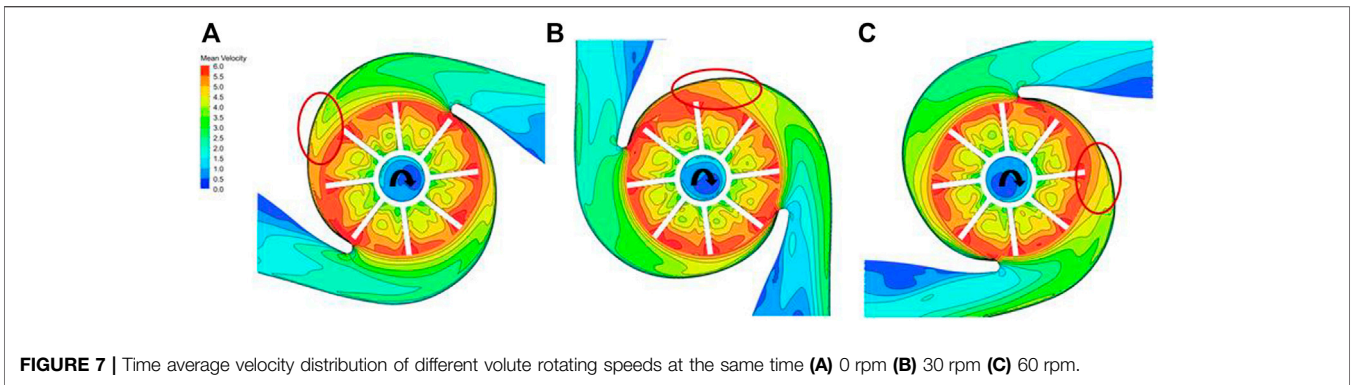 A
B
C
Mean Velocity
6.0
5.5
5.0
4.5
4.0
3.5
3.0
2.5
2.0
1.5
1.0
0.5
0.0
FIGURE 7 | Time average velocity distribution of different volute rotating speeds at the same time (A) 0 rpm (B) 30 rpm (C) 60 rpm.